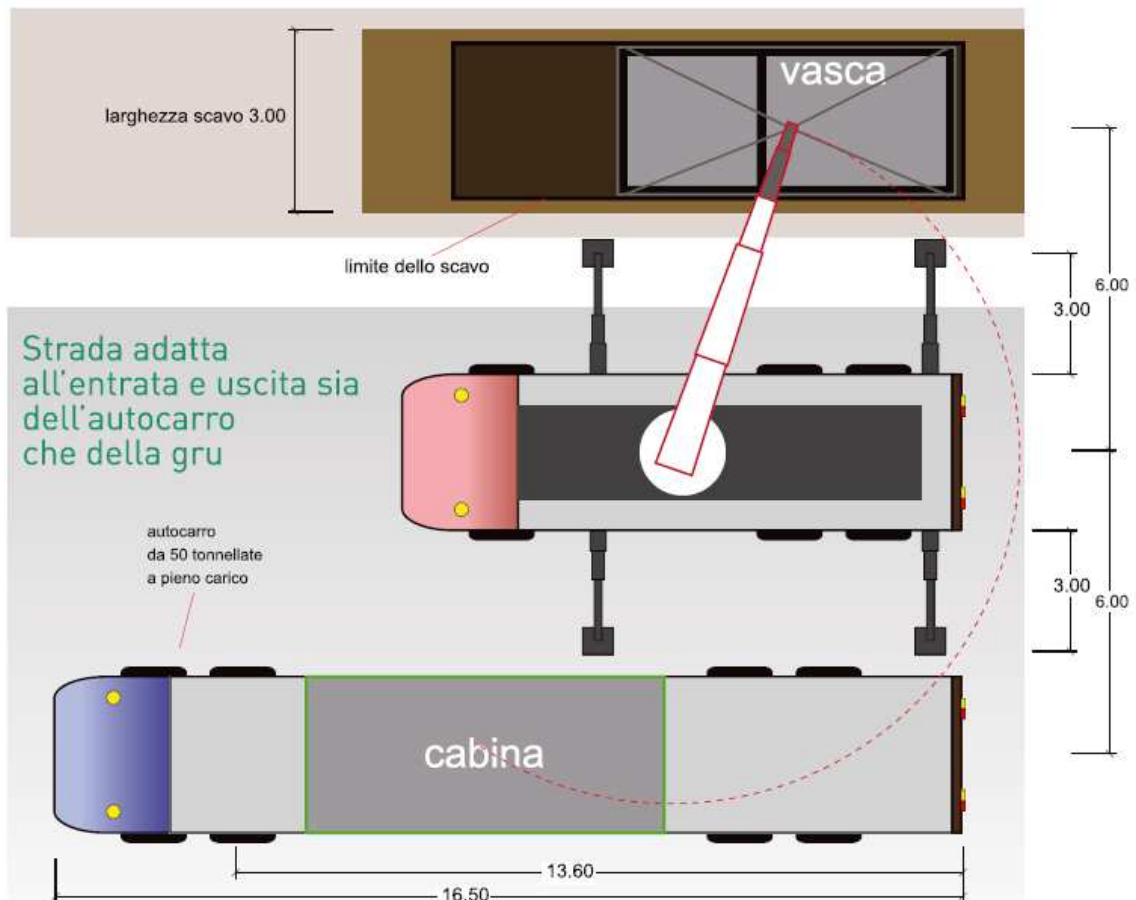 vasca
larghezza scavo 3.00
limite dello scavo
6.00
3.00
Strada adatta
all'entrata e uscita sia
dell'autocarro
che della gru
autocarro
da 50 tonnellate
a pieno carico
3.00
6.00
cabina
13.60
16.50